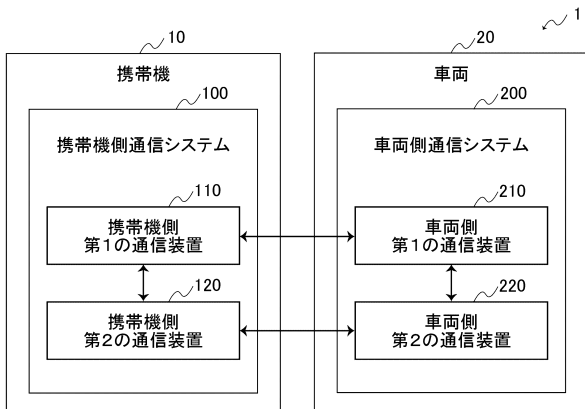 1
10
20
携帯機
車両
100
200
携帯機側通信システム
車両側通信システム
110
210
携帯機側
第1の通信装置
車両側
第1の通信装置
120
220
携帯機側
第2の通信装置
車両側
第2の通信装置